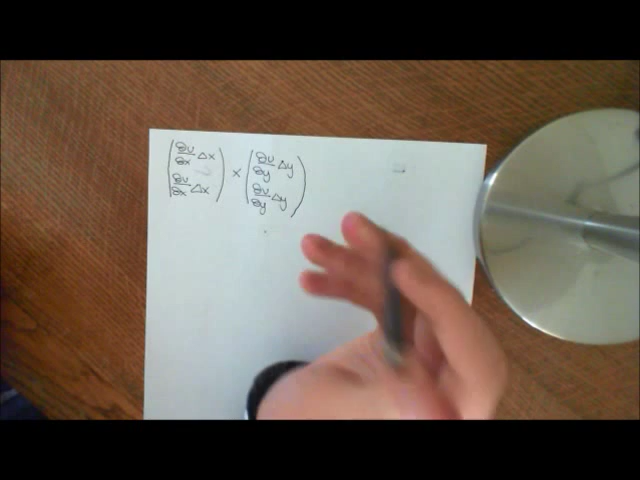 (∂u/∂x Δx) × (∂u/∂y Δy)
(∂v/∂x Δx)   (∂v/∂y Δy)